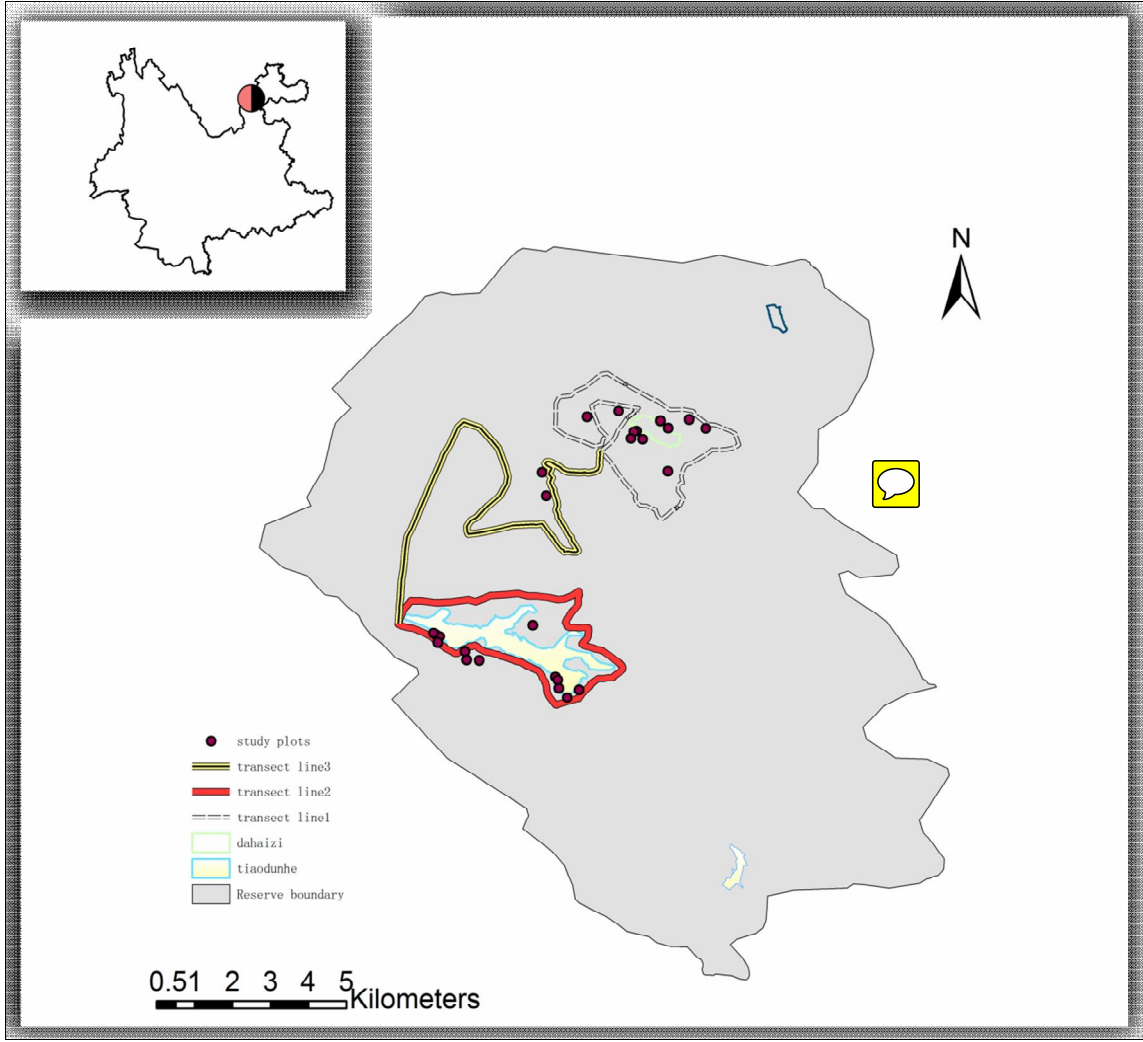 N
study plots
transect line3
transect line2
transect line1
dahaizi
tiaodunhe
Reserve boundary
0.51 2 3 4 5
Kilometers